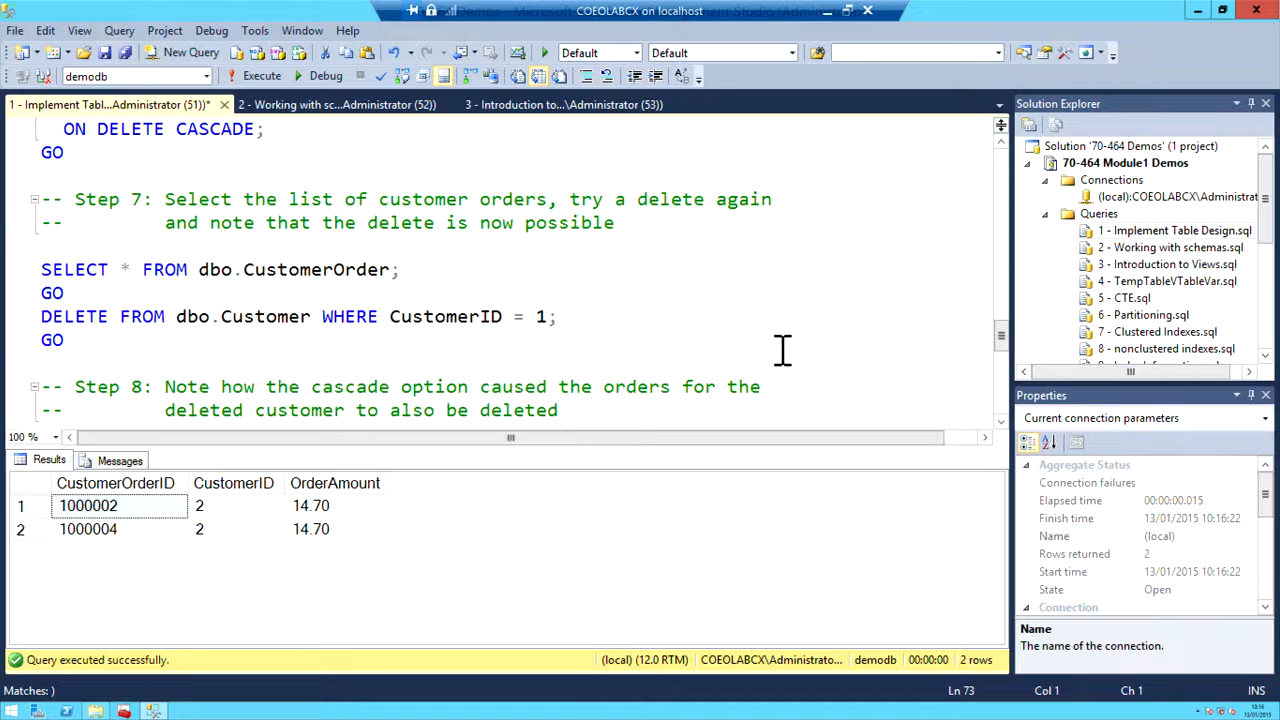 COEOLABCX on localhost
File Edit View Query Project Debug Tools Window Help
New Query Default Default
demodb Execute Debug
1 - Implement Tabl...Administrator (51))* 2 - Working with sc...Administrator (52)) 3 - Introduction to...\Administrator (53))
ON DELETE CASCADE;
GO
-- Step 7: Select the list of customer orders, try a delete again
-- and note that the delete is now possible
SELECT * FROM dbo.CustomerOrder;
GO
DELETE FROM dbo.Customer WHERE CustomerID = 1;
GO
-- Step 8: Note how the cascade option caused the orders for the
-- deleted customer to also be deleted
100 %
Results Messages
CustomerOrderID CustomerID OrderAmount
1 1000002 2 14.70
2 1000004 2 14.70
Query executed successfully. (local) (12.0 RTM) COEOLABCX\Administrato... demodb 00:00:00 2 rows
Matches: ) Ln 73 Col 1 Ch 1 INS
Solution Explorer
Solution '70-464 Demos' (1 project)
70-464 Module1 Demos
Connections
(local):COEOLABCX\Administrat
Queries
1 - Implement Table Design.sql
2 - Working with schemas.sql
3 - Introduction to Views.sql
4 - TempTableVTableVar.sql
5 - CTE.sql
6 - Partitioning.sql
7 - Clustered Indexes.sql
8 - nonclustered indexes.sql
Properties
Current connection parameters
Aggregate Status
Connection failures
Elapsed time 00:00:00.015
Finish time 13/01/2015 10:16:22
Name (local)
Rows returned 2
Start time 13/01/2015 10:16:22
State Open
Connection
Name
The name of the connection.
10:16
13/01/2015